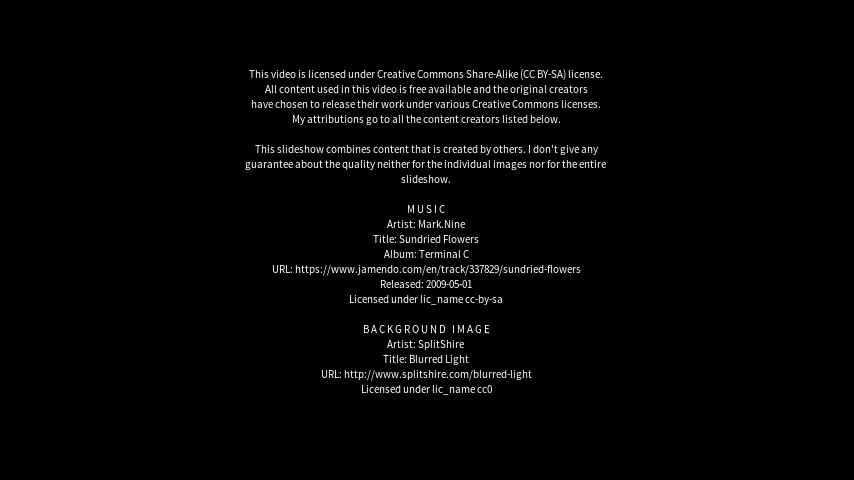 This video is licensed under Creative Commons Share-Alike (CC BY-SA) license.
All content used in this video is free available and the original creators
have chosen to release their work under various Creative Commons licenses.
My attributions go to all the content creators listed below.
This slideshow combines content that is created by others. I don't give any
guarantee about the quality neither for the individual images nor for the entire
slideshow.
MUSIC
Artist: Mark.Nine
Title: Sundried Flowers
Album: Terminal C
URL: https://www.jamendo.com/en/track/337829/sundried-flowers
Released: 2009-05-01
Licensed under lic_name cc-by-sa
BACKGROUND IMAGE
Artist: SplitShire
Title: Blurred Light
URL: http://www.splitshire.com/blurred-light
Licensed under lic_name cc0